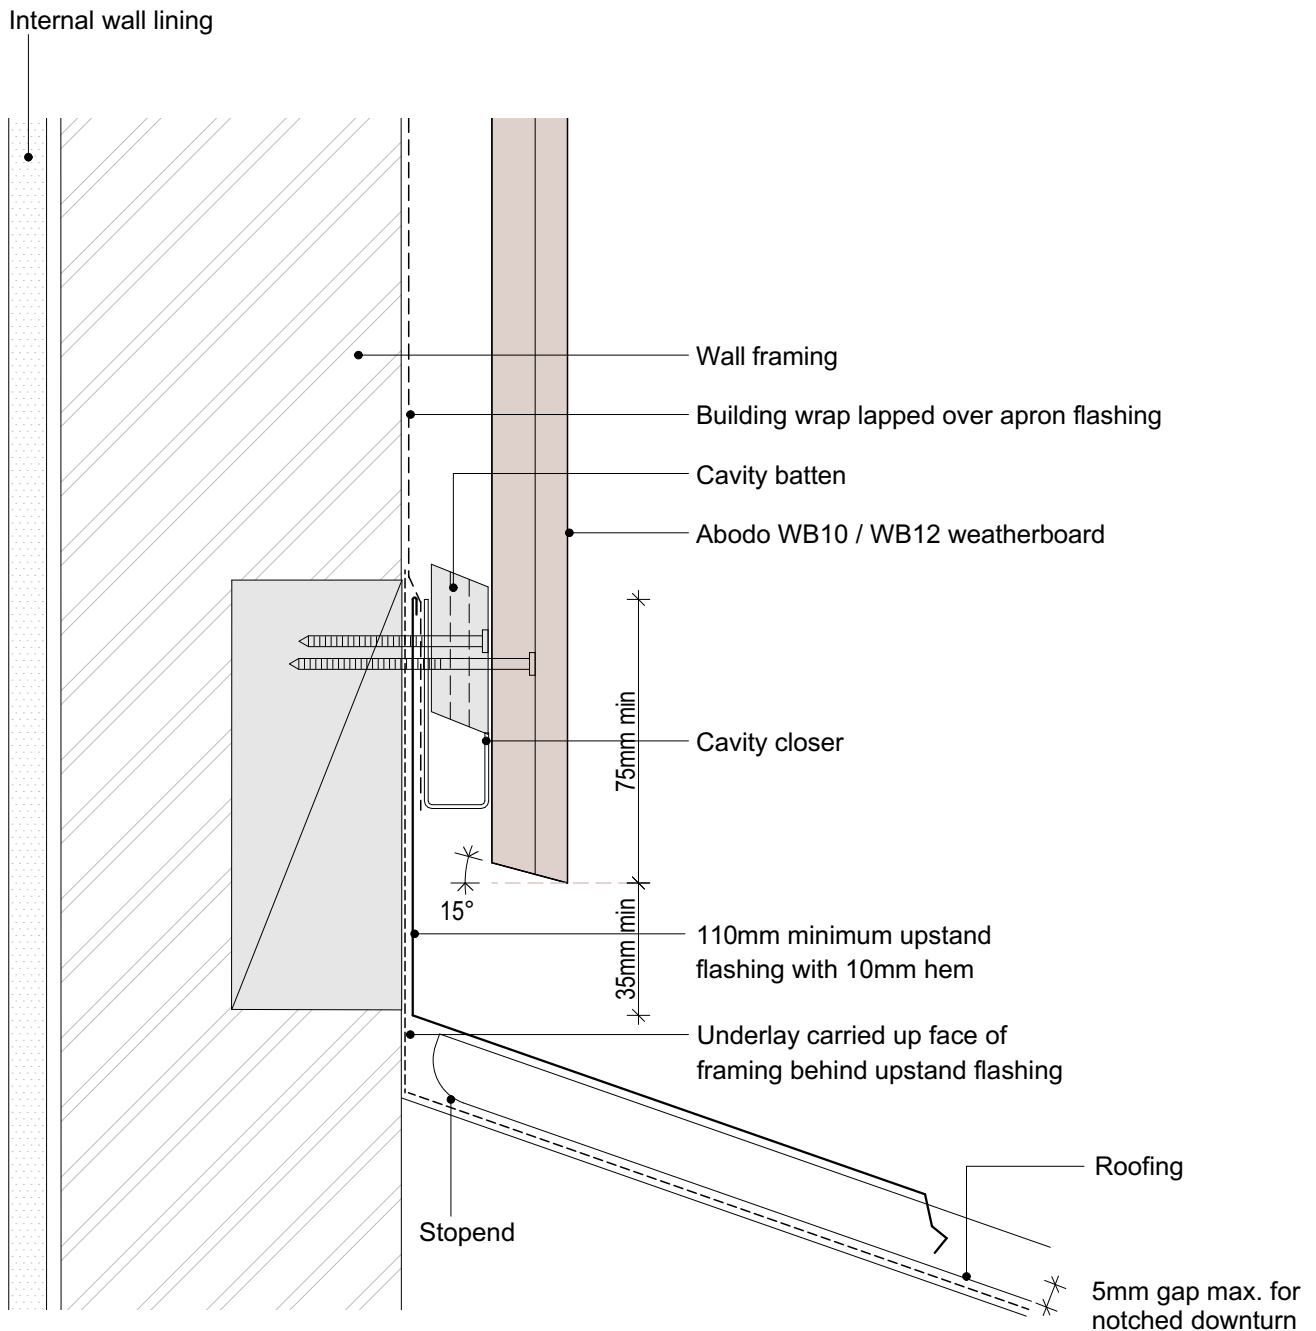 Internal wall lining
Wall framing
Building wrap lapped over apron flashing
Cavity batten
Abodo WB10 / WB12 weatherboard
75mm min
Cavity closer
15°
35mm min
110mm minimum upstand
flashing with 10mm hem
Underlay carried up face of
framing behind upstand flashing
Roofing
Stopend
5mm gap max. for
notched downturn